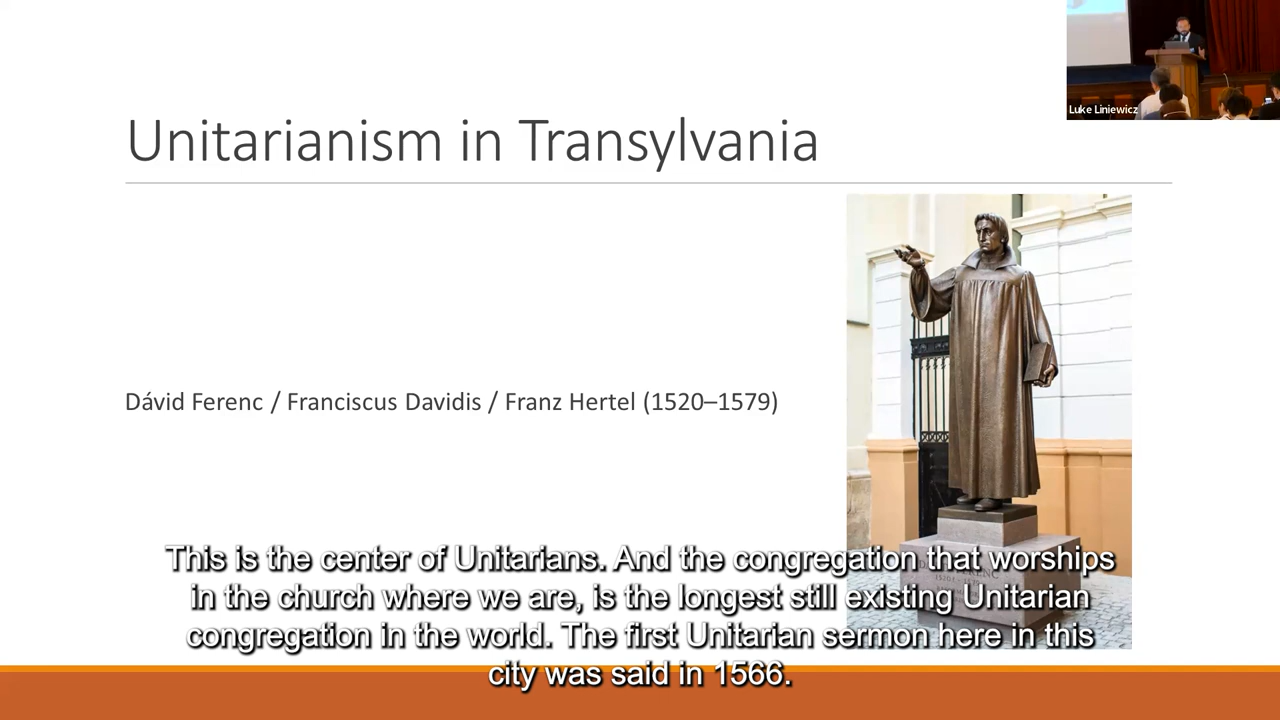 Luke Liniewicz
Unitarianism in Transylvania
Dávid Ferenc / Franciscus Davidis / Franz Hertel (1520–1579)
This is the center of Unitarians. And the congregation that worships
in the church where we are, is the longest still existing Unitarian
congregation in the world. The first Unitarian sermon here in this
city was said in 1566.